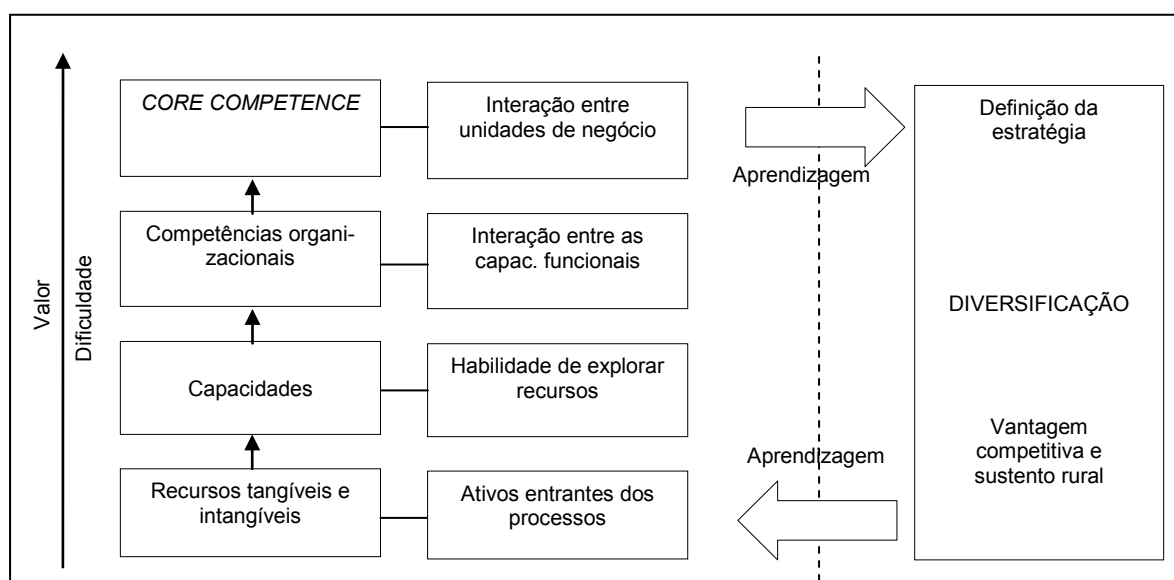 CORE COMPETENCE
Interação entre
unidades de negócio
Definição da
estratégia
Aprendizagem
Competências organi-
zacionais
Interação entre as
capac. funcionais
Valor
Dificuldade
DIVERSIFICAÇÃO
Capacidades
Habilidade de explorar
recursos
Vantagem
competitiva e
sustento rural
Aprendizagem
Recursos tangíveis e
intangíveis
Ativos entrantes dos
processos